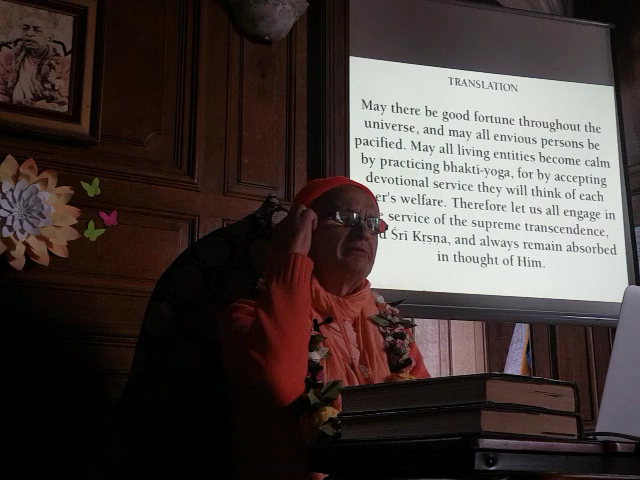 TRANSLATION
May there be good fortune throughout the
universe, and may all envious persons be
pacified. May all living entities become calm
by practicing bhakti-yoga, for by accepting
devotional service they will think of each
er's welfare. Therefore let us all engage in
service of the supreme transcendence,
Śrī Kṛṣṇa, and always remain absorbed
in thought of Him.